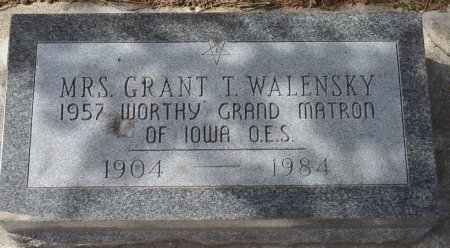 MRS. GRANT T. WALENSKY
1957 WORTHY GRAND MATRON
OF IOWA O.E.S.
1904 — 1984